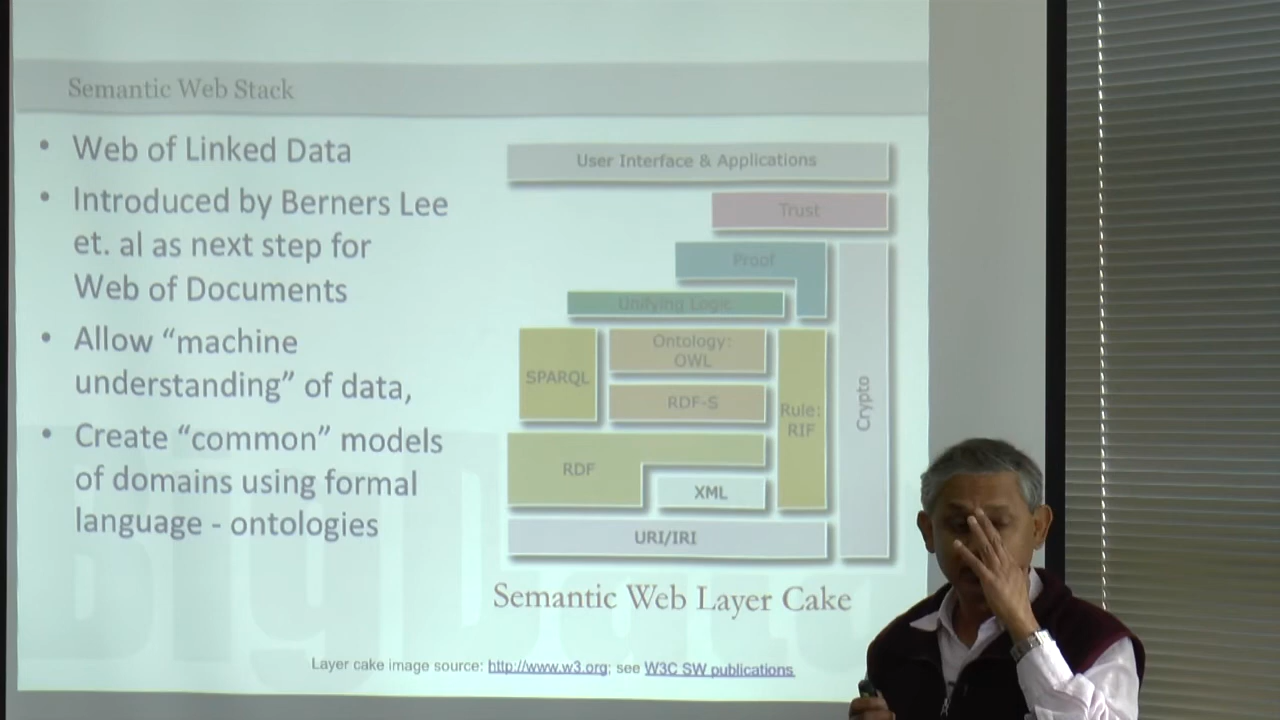 Semantic Web Stack
• Web of Linked Data
• Introduced by Berners Lee
et. al as next step for
Web of Documents
• Allow “machine
understanding” of data,
• Create “common” models
of domains using formal
language - ontologies
User Interface & Applications
Trust
Proof
Unifying Logic
Ontology:
OWL
SPARQL
RDF-S
Rule:
RIF
Crypto
RDF
XML
URI/IRI
Semantic Web Layer Cake
Layer cake image source: http://www.w3.org; see W3C SW publications
Big Data